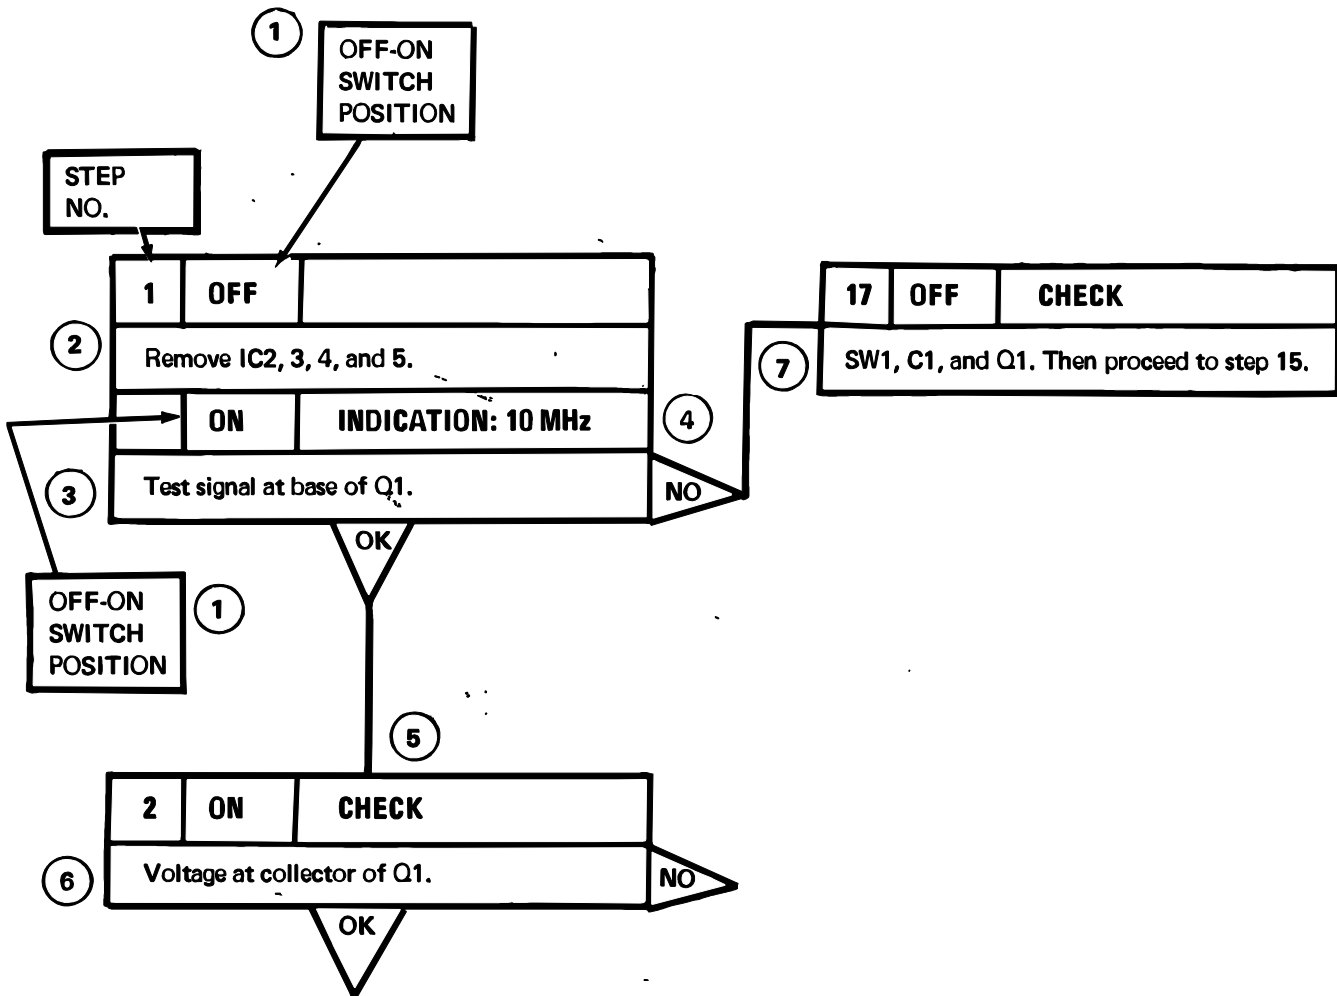 1
OFF-ON
SWITCH
POSITION
STEP
NO.
1 OFF
2
Remove IC2, 3, 4, and 5.
ON INDICATION: 10 MHz
4
3
Test signal at base of Q1.
NO
OK
17 OFF CHECK
7
SW1, C1, and Q1. Then proceed to step 15.
OFF-ON
SWITCH
POSITION
1
5
2 ON CHECK
6
Voltage at collector of Q1.
NO
OK